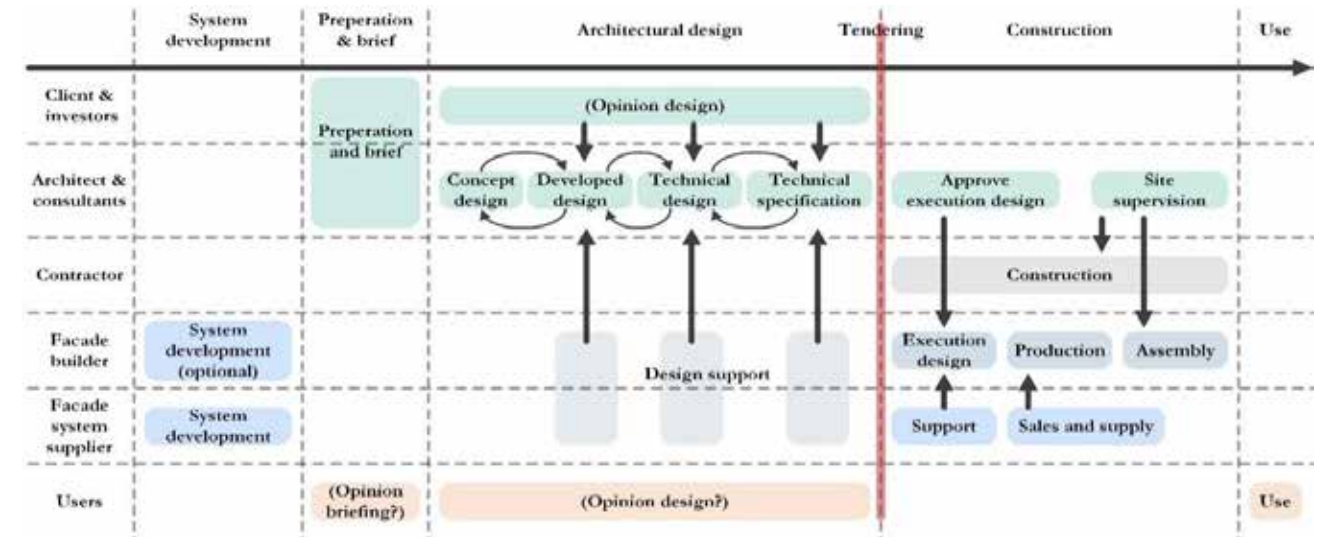 System
development
Preperation
& brief
Architectural design
Tendering
Construction
Use
Client &
investors
Preperation
and brief
(Opinion design)
Architect &
consultants
Concept
design
Developed
design
Technical
design
Technical
specification
Approve
execution design
Site
supervision
Contractor
Construction
Facade
builder
System
development
(optional)
Design support
Execution
design
Production
Assembly
Facade
system
supplier
System
development
Support
Sales and supply
Users
(Opinion
briefing?)
(Opinion design?)
Use